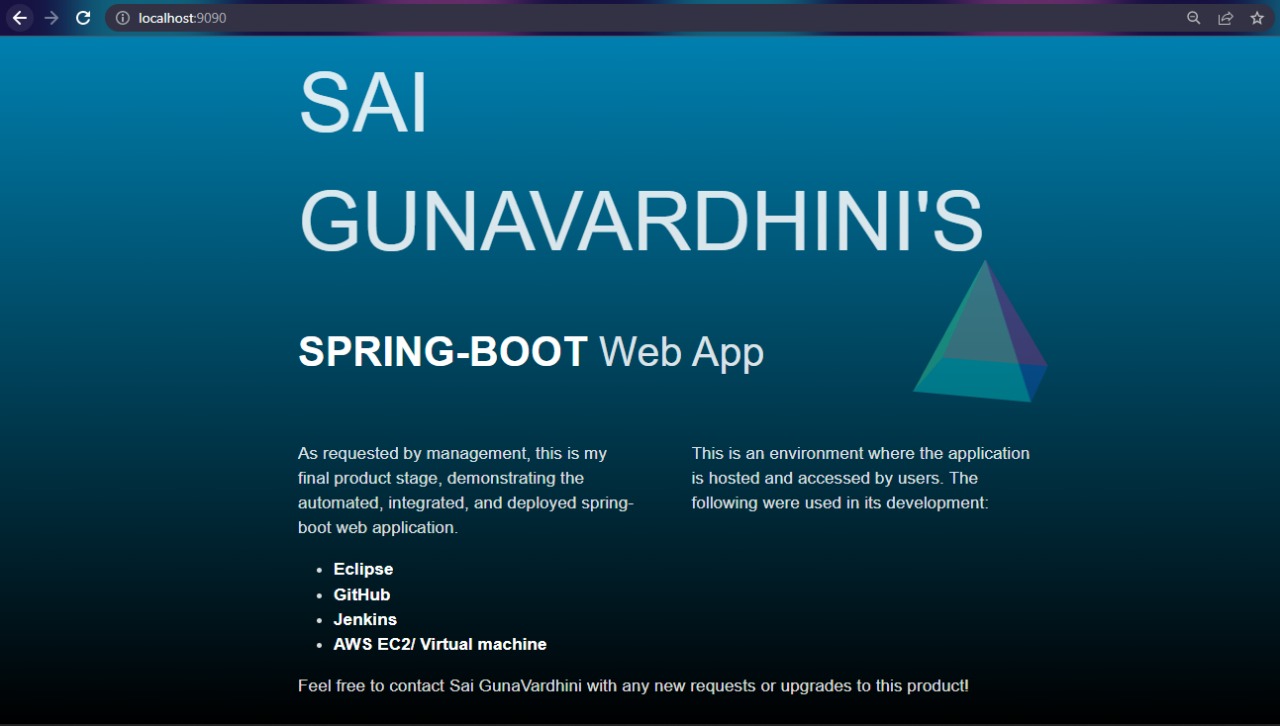 localhost:9090
SAI
GUNAVARDHINI'S
SPRING-BOOT Web App
As requested by management, this is my
final product stage, demonstrating the
automated, integrated, and deployed spring-
boot web application.
This is an environment where the application
is hosted and accessed by users. The
following were used in its development:
• Eclipse
• GitHub
• Jenkins
• AWS EC2/ Virtual machine
Feel free to contact Sai GunaVardhini with any new requests or upgrades to this product!